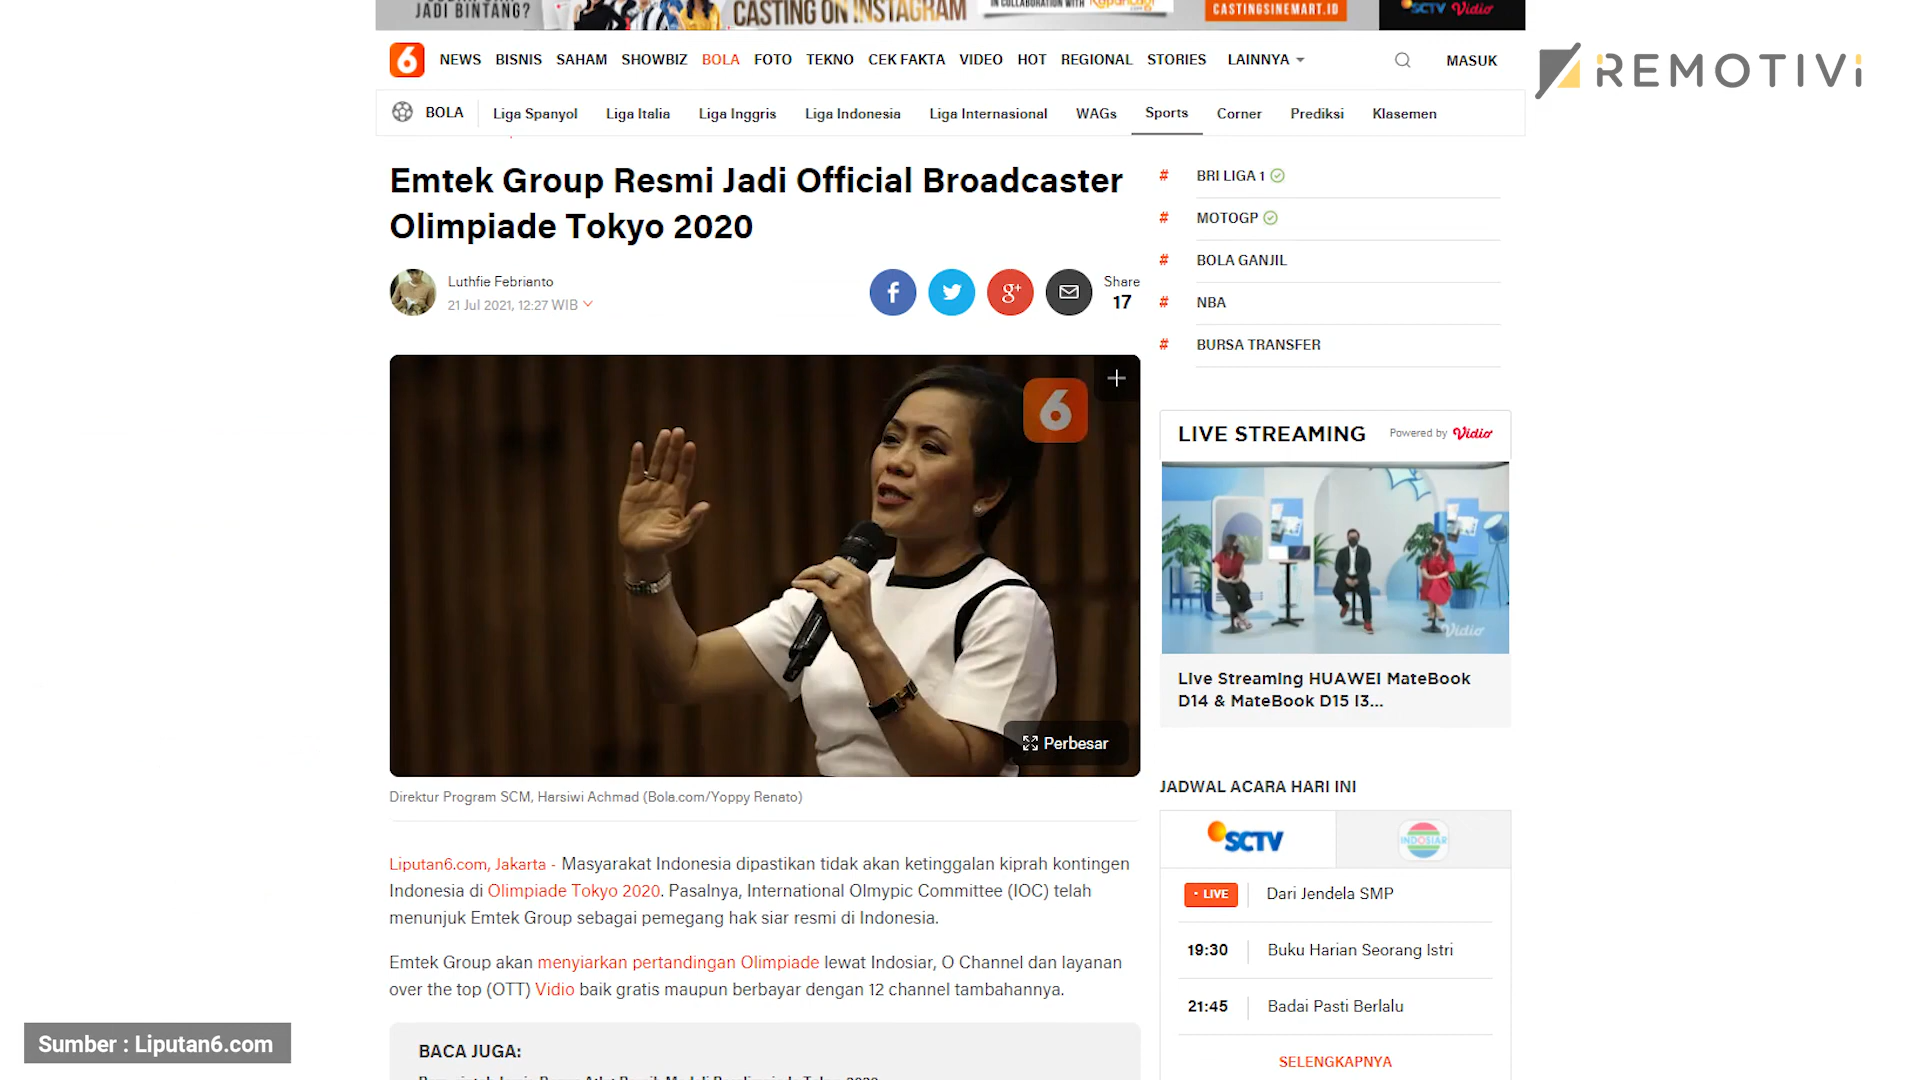 JADI BINTANG?
CASTING ON INSTAGRAM
IN COLLABORATION WITH
CASTINGSINEMART.ID
SCTV Vidio
6
NEWS BISNIS SAHAM SHOWBIZ BOLA FOTO TEKNO CEK FAKTA VIDEO HOT REGIONAL STORIES LAINNYA MASUK
REMOTIVI
BOLA Liga Spanyol Liga Italia Liga Inggris Liga Indonesia Liga Internasional WAGs Sports Corner Prediksi Klasemen
Emtek Group Resmi Jadi Official Broadcaster
Olimpiade Tokyo 2020
Luthfie Febrianto
21 Jul 2021, 12:27 WIB
Share
17
6
Perbesar
Direktur Program SCM, Harsiwi Achmad (Bola.com/Yoppy Renato)
Liputan6.com, Jakarta - Masyarakat Indonesia dipastikan tidak akan ketinggalan kiprah kontingen
Indonesia di Olimpiade Tokyo 2020. Pasalnya, International Olmypic Committee (IOC) telah
menunjuk Emtek Group sebagai pemegang hak siar resmi di Indonesia.
Emtek Group akan menyiarkan pertandingan Olimpiade lewat Indosiar, O Channel dan layanan
over the top (OTT) Vidio baik gratis maupun berbayar dengan 12 channel tambahannya.
BACA JUGA:
# BRI LIGA 1
# MOTOGP
# BOLA GANJIL
# NBA
# BURSA TRANSFER
LIVE STREAMING Powered by Vidio
Vidio
Live Streaming HUAWEI MateBook
D14 & MateBook D15 I3...
JADWAL ACARA HARI INI
SCTV INDOSIAR
LIVE Dari Jendela SMP
19:30 Buku Harian Seorang Istri
21:45 Badai Pasti Berlalu
SELENGKAPNYA
Sumber : Liputan6.com